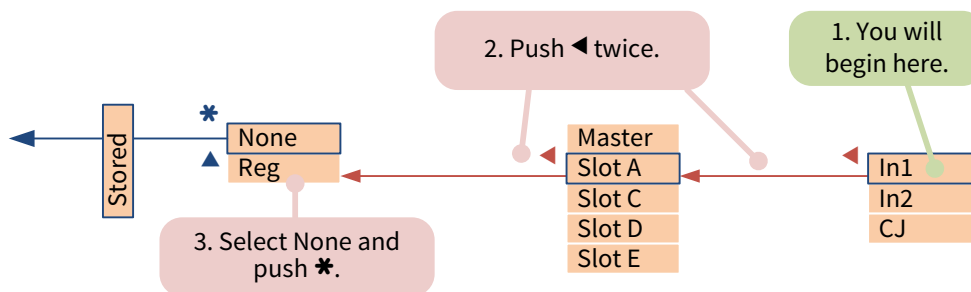 1. You will
begin here.
2. Push ◀ twice.
Stored
*
None
Reg
Master
Slot A
Slot C
Slot D
Slot E
In1
In2
CJ
3. Select None and
push *.